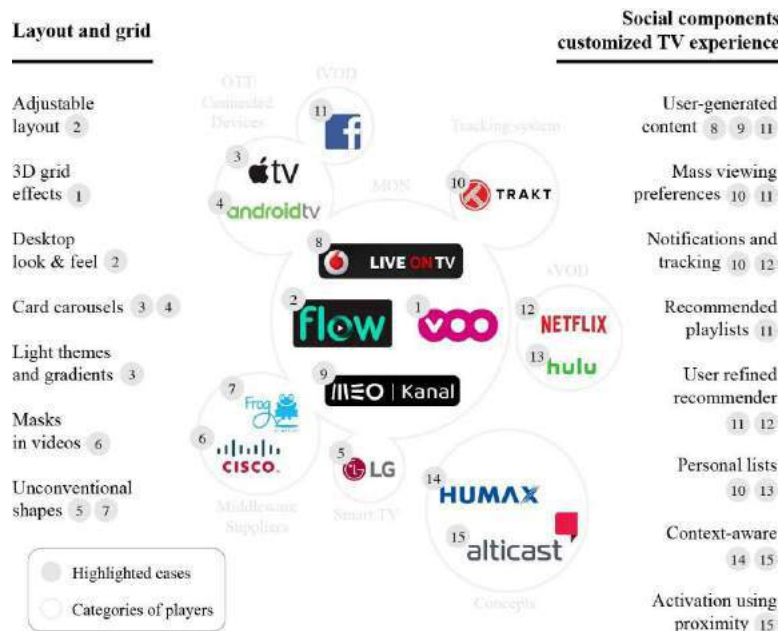 Layout and grid
Adjustable
layout 2
3D grid
effects 1
Desktop
look & feel 2
Card carousels 3 4
Light themes
and gradients 3
Masks
in videos 6
Unconventional
shapes 5 7
Highlighted cases
Categories of players
OTT
Connected
Devices
tVOD
11 f
3 tv
4 androidtv
Tracking system
10 TRAKT
MON
8 LIVE ON TV
2 flow
1 voo
9 MEO | Kanal
sVOD
12 NETFLIX
13 hulu
7 Frog
6 CISCO
Middleware
Suppliers
5 LG
Smart TV
14 HUMAX
15 alticast
Concepts
Social components
customized TV experience
User-generated
content 8 9 11
Mass viewing
preferences 10 11
Notifications and
tracking 10 12
Recommended
playlists 11
User refined
recommender
11 12
Personal lists
10 13
Context-aware
14 15
Activation using
proximity 15